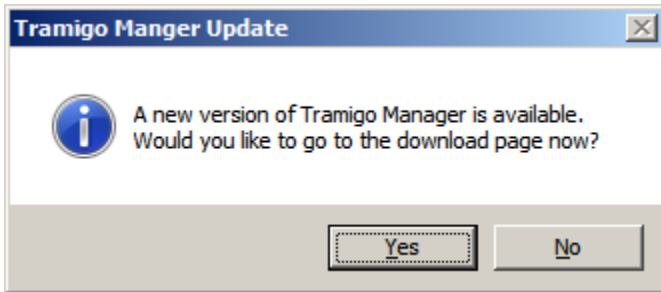 Tramigo Manger Update
A new version of Tramigo Manager is available.
Would you like to go to the download page now?
Yes
No